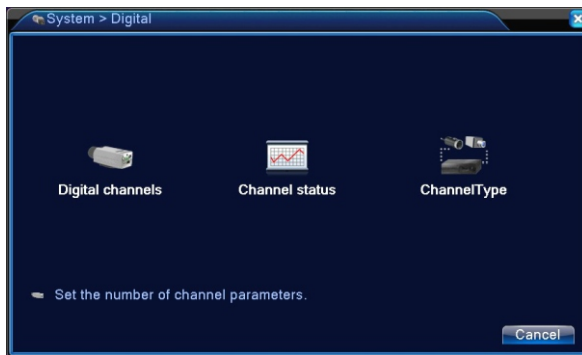 System > Digital
Digital channels
Channel status
ChannelType
Set the number of channel parameters.
Cancel